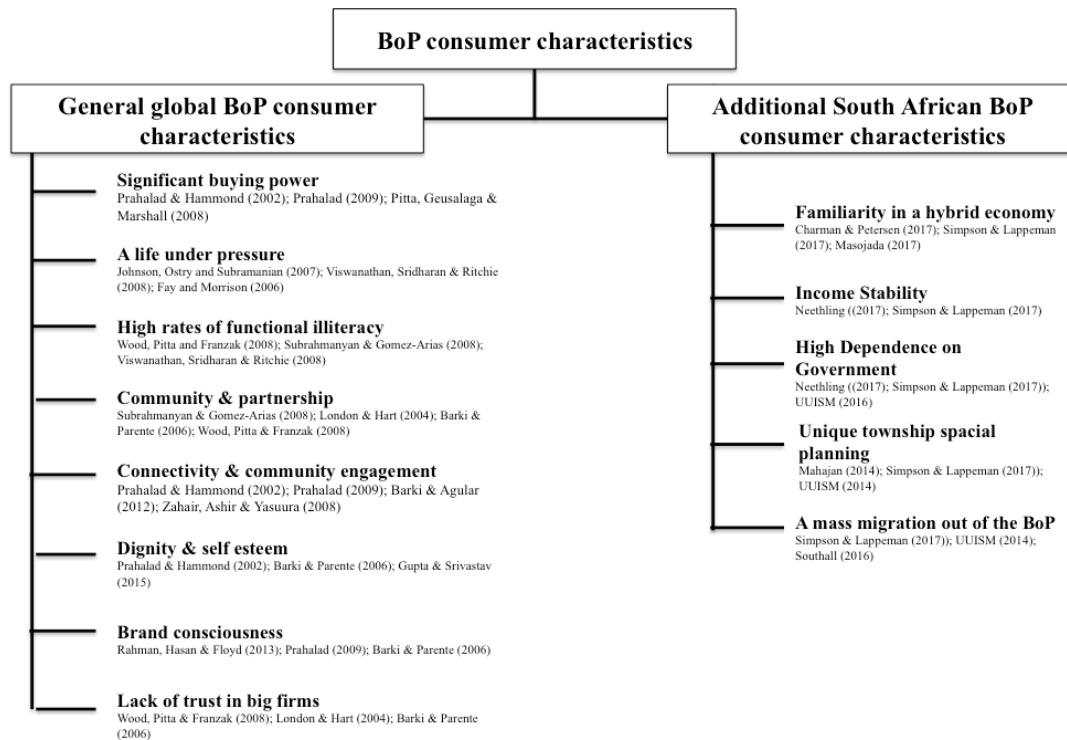 BoP consumer characteristics
General global BoP consumer
characteristics
Significant buying power
Prahalad & Hammond (2002); Prahalad (2009); Pitta, Geusalaga &
Marshall (2008)
A life under pressure
Johnson, Ostry and Subramanian (2007); Viswanathan, Sridharan & Ritchie
(2008); Fay and Morrison (2006)
High rates of functional illiteracy
Wood, Pitta and Franzak (2008); Subrahmanyan & Gomez-Arias (2008);
Viswanathan, Sridharan & Ritchie (2008)
Community & partnership
Subrahmanyan & Gomez-Arias (2008); London & Hart (2004); Barki &
Parente (2006); Wood, Pitta & Franzak (2008)
Connectivity & community engagement
Prahalad & Hammond (2002); Prahalad (2009); Barki & Agular
(2012); Zahair, Ashir & Yasuura (2008)
Dignity & self esteem
Prahalad & Hammond (2002); Barki & Parente (2006); Gupta & Srivastav
(2015)
Brand consciousness
Rahman, Hasan & Floyd (2013); Prahalad (2009); Barki & Parente (2006)
Lack of trust in big firms
Wood, Pitta & Franzak (2008); London & Hart (2004); Barki & Parente
(2006)
Additional South African BoP
consumer characteristics
Familiarity in a hybrid economy
Charman & Petersen (2017); Simpson & Lappeman
(2017); Masojada (2017)
Income Stability
Neethling ((2017); Simpson & Lappeman (2017)
High Dependence on
Government
Neethling ((2017); Simpson & Lappeman (2017));
UUISM (2016)
Unique township spacial
planning
Mahajan (2014); Simpson & Lappeman (2017));
UUISM (2014)
A mass migration out of the BoP
Simpson & Lappeman (2017)); UUISM (2014);
Southall (2016)